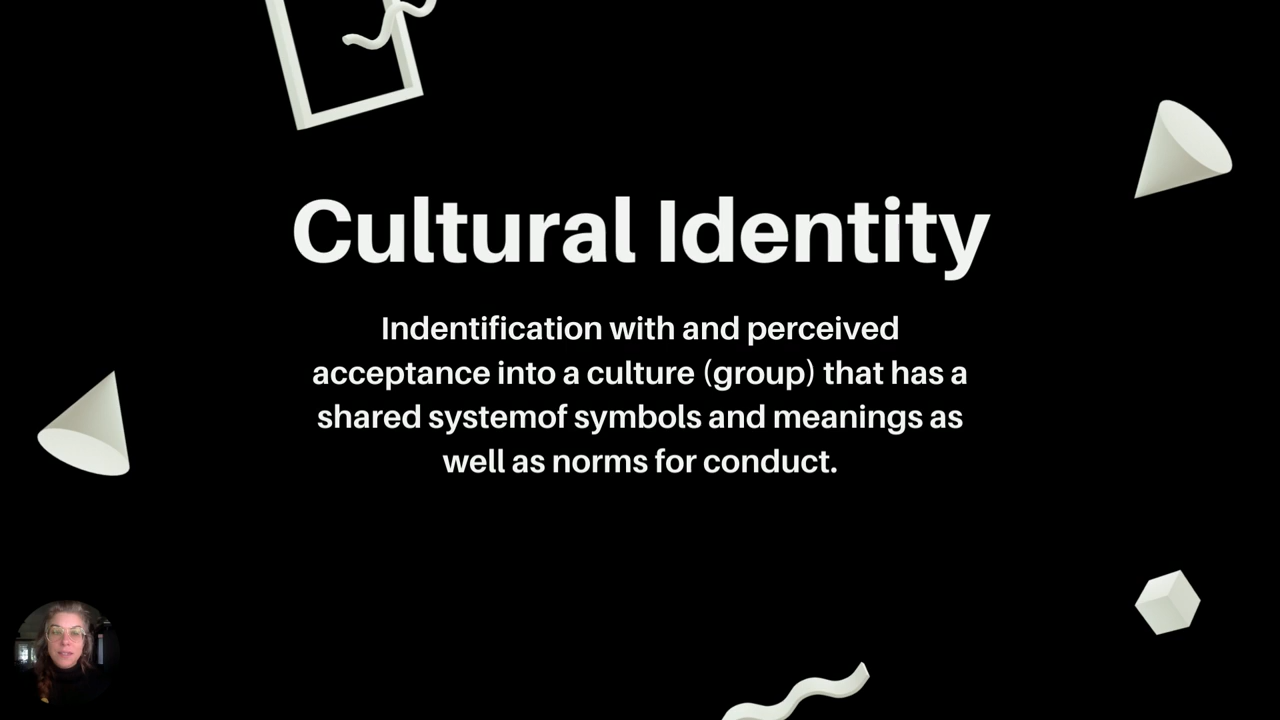 Cultural Identity
Indentification with and perceived
acceptance into a culture (group) that has a
shared systemof symbols and meanings as
well as norms for conduct.